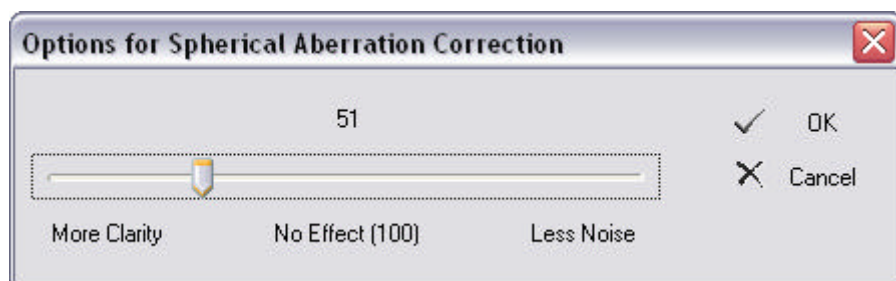 Options for Spherical Aberration Correction
51
OK
Cancel
More Clarity No Effect (100) Less Noise